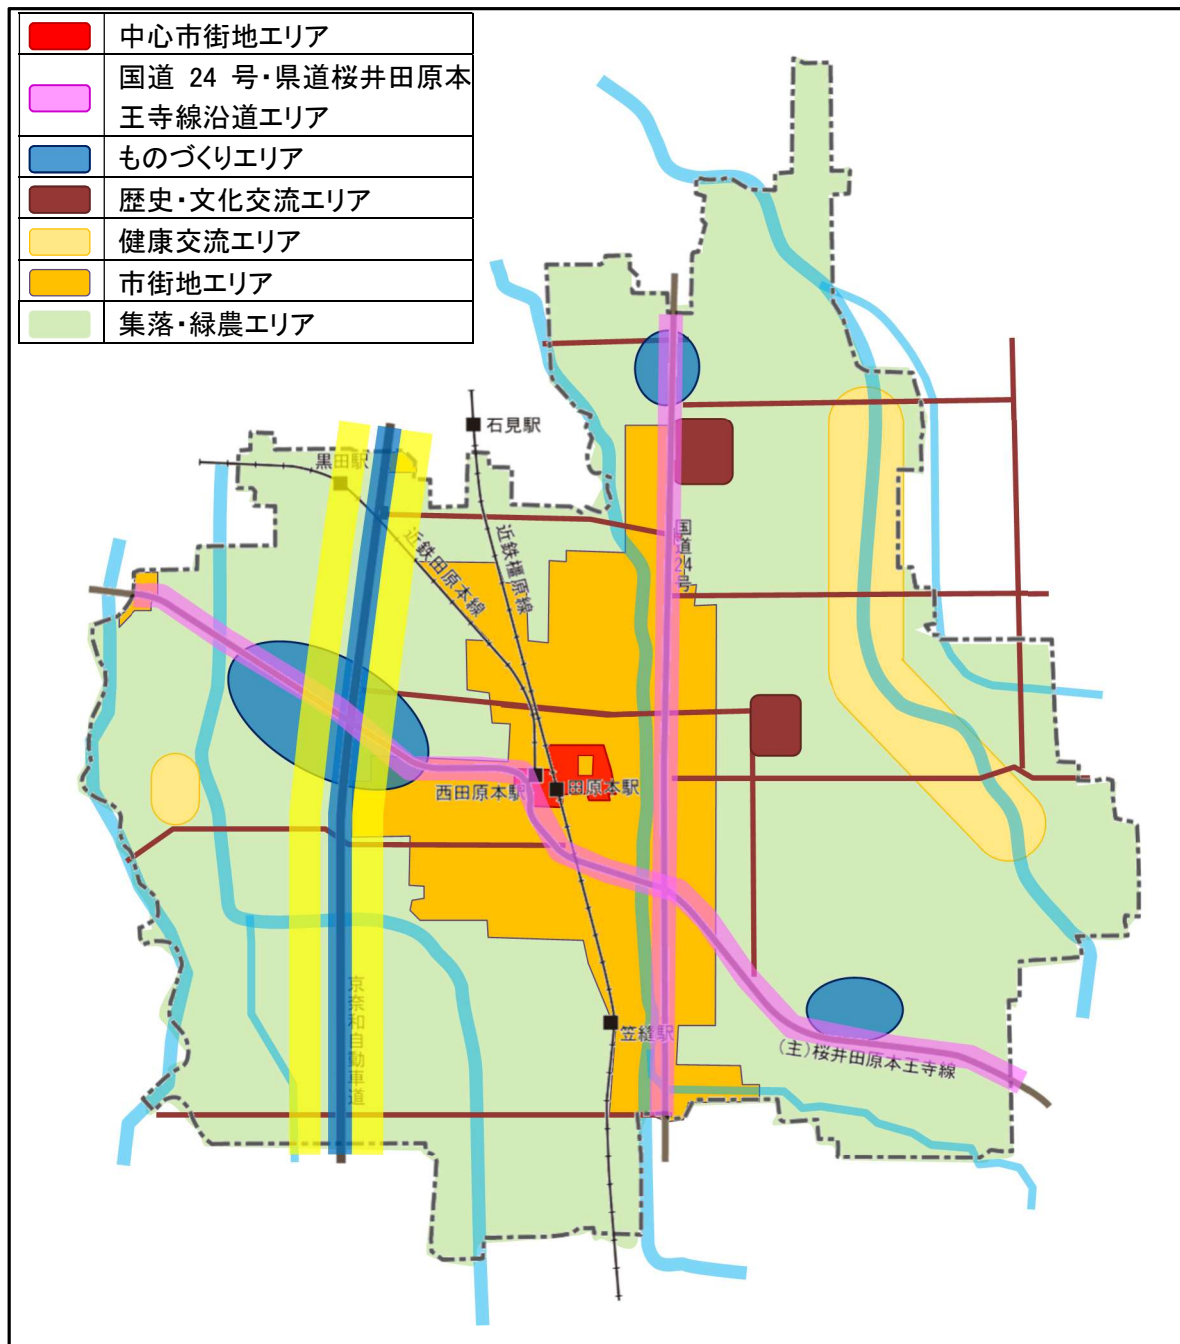 中心市街地エリア
国道 24 号・県道桜井田原本
王寺線沿道エリア
ものづくりエリア
歴史・文化交流エリア
健康交流エリア
市街地エリア
集落・緑農エリア
石見駅
黒田駅
近鉄田原本線
近鉄橿原線
国道24号
西田原本駅
田原本駅
京奈和自動車道
笠縫駅
(主)桜井田原本王寺線